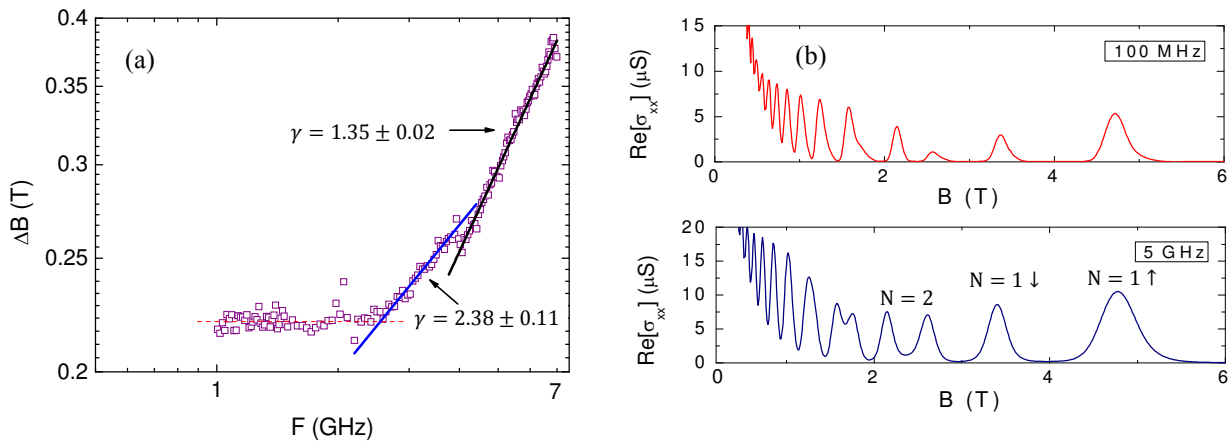 (a)
0.4
0.35
0.3
0.25
0.2
ΔB (T)
γ = 1.35 ± 0.02
γ = 2.38 ± 0.11
1
7
F (GHz)
(b)
100 MHz
Re[σxx] (μS)
15
10
5
0
0
2
4
6
B (T)
5 GHz
Re[σxx] (μS)
20
15
10
5
0
N = 2
N = 1 ↓
N = 1 ↑
2
4
6
B (T)